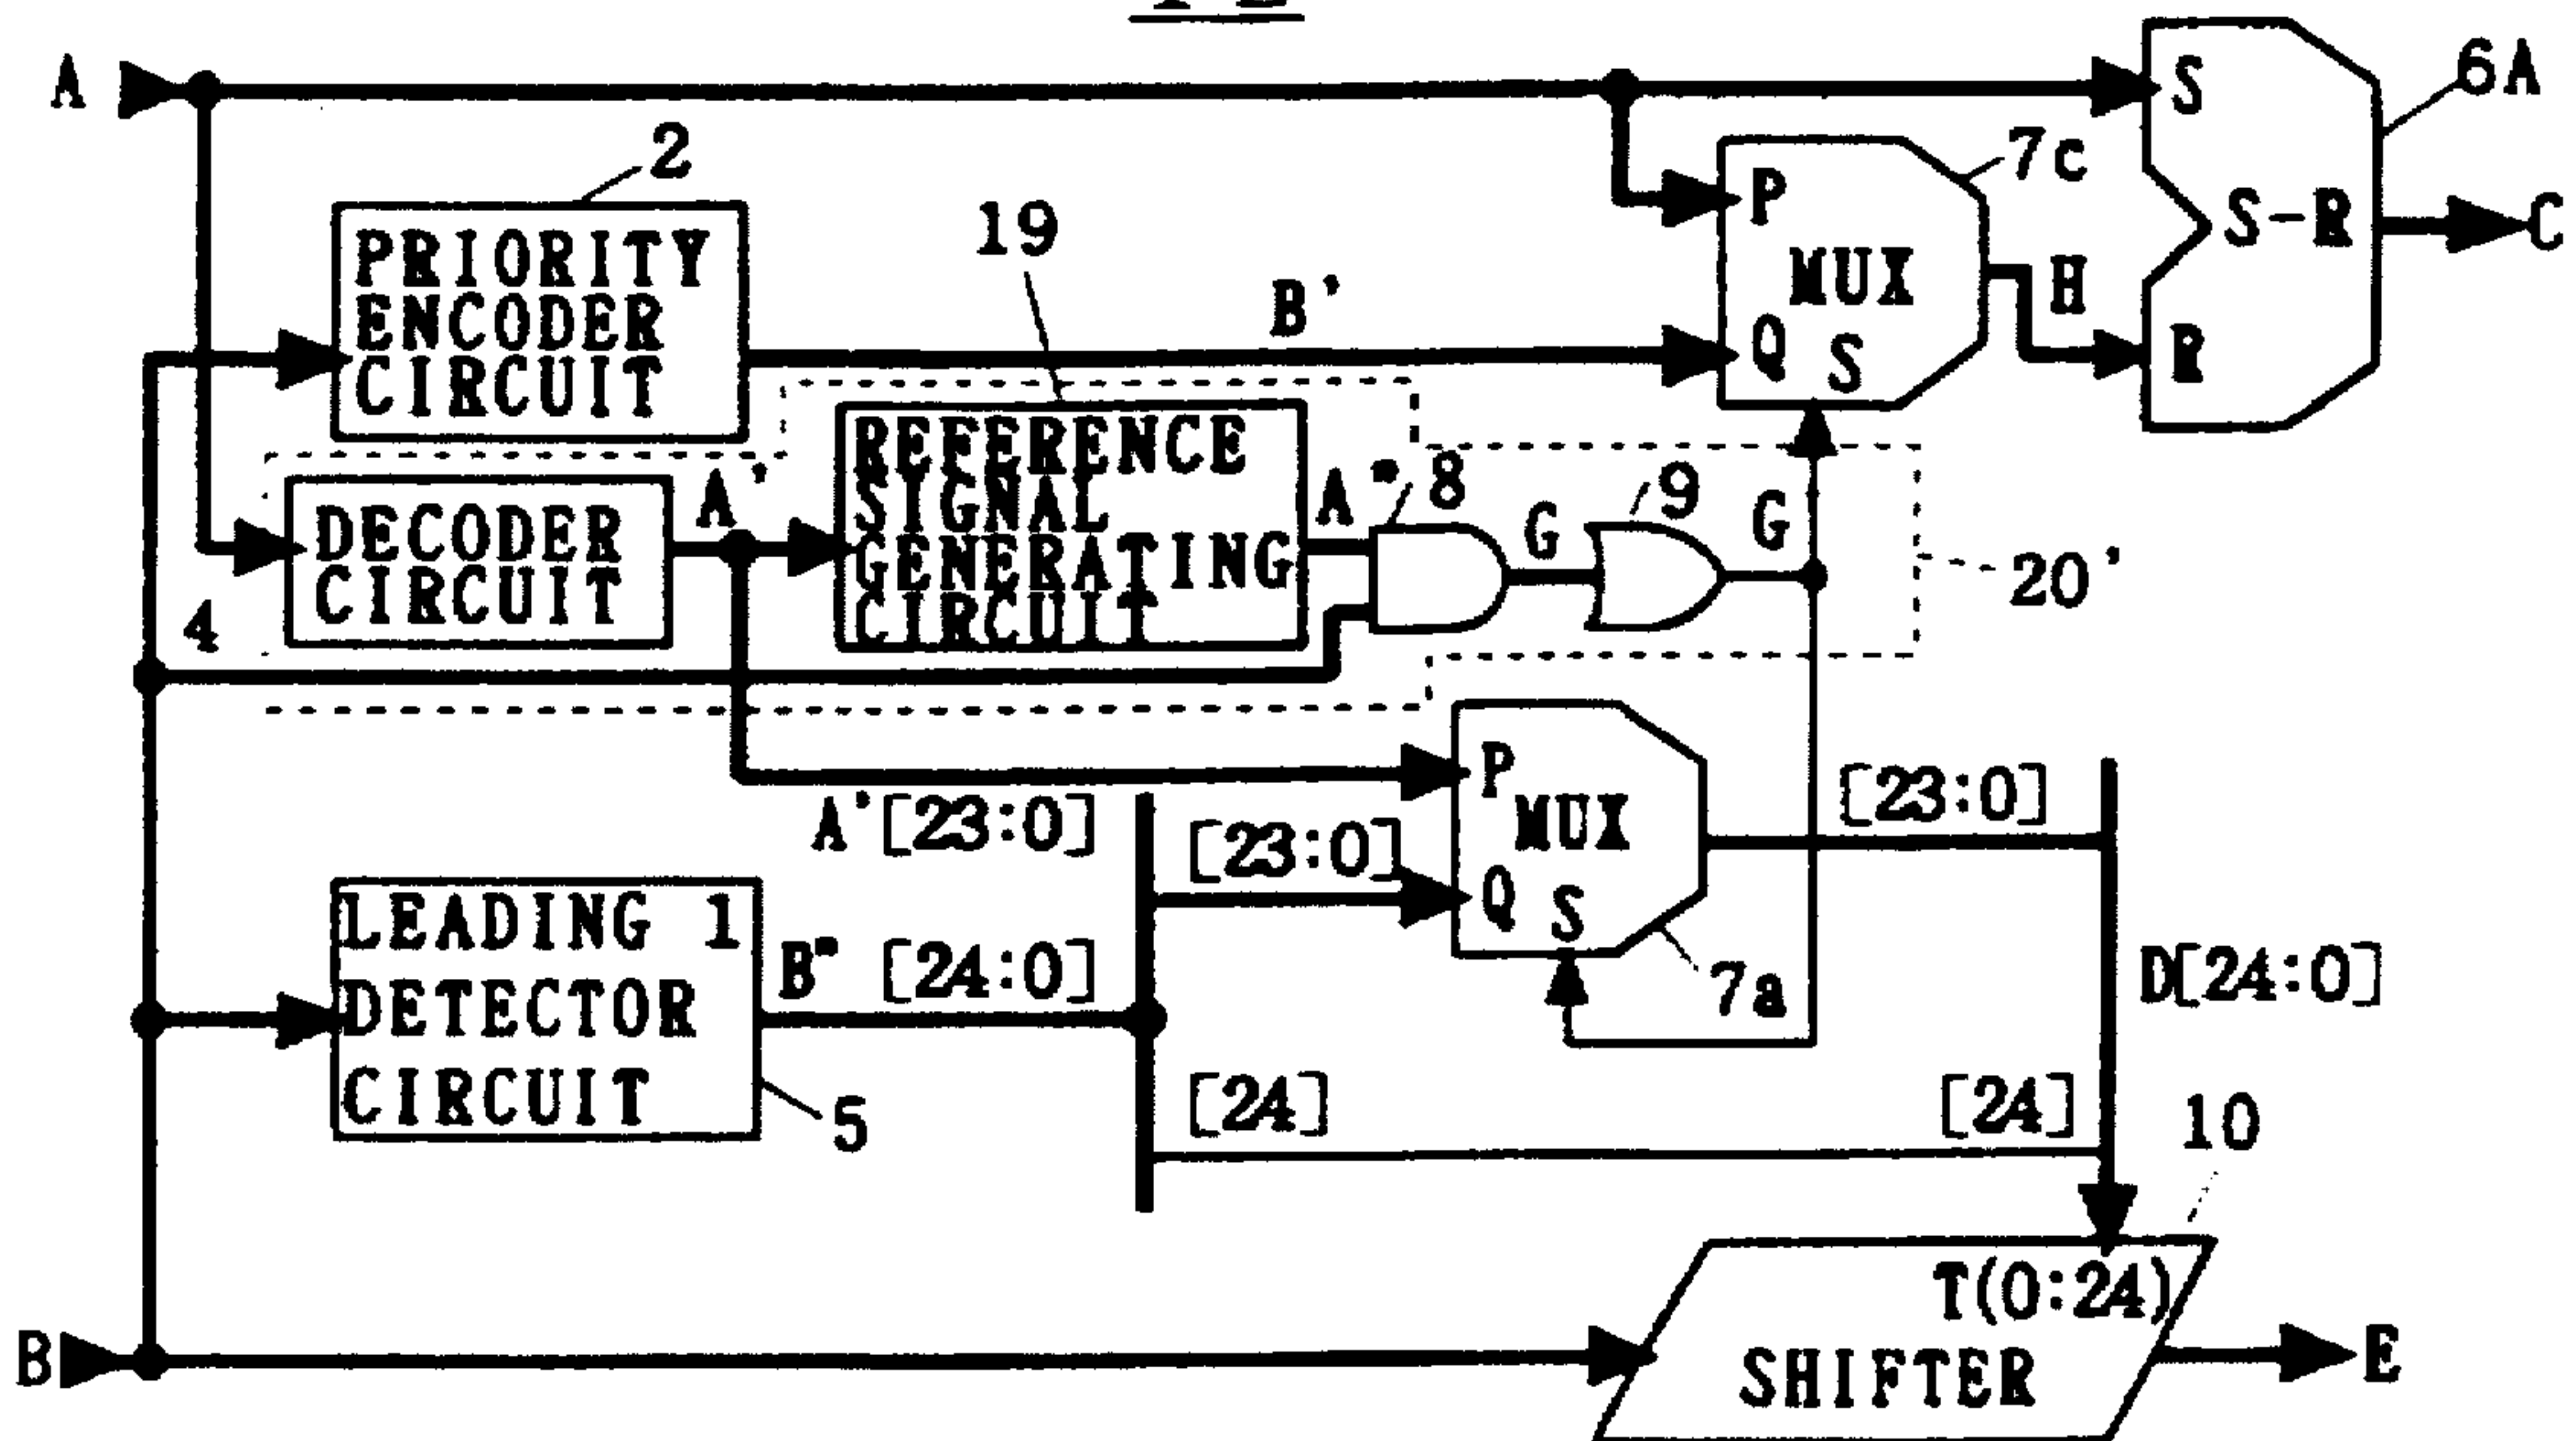 A
6A
S
2
7c
PRIORITY
ENCODER
CIRCUIT
19
P
S-R
C
MUX
H
B'
Q
S
R
REFERENCE
SIGNAL
GENERATING
CIRCUIT
A'
A"
8
9
DECODER
CIRCUIT
G
G
20'
4
P
MUX
[23:0]
A'[23:0]
[23:0]
Q
S
LEADING 1
DETECTOR
CIRCUIT
B" [24:0]
7a
D[24:0]
5
[24]
[24]
10
T(0:24)
B
SHIFTER
E